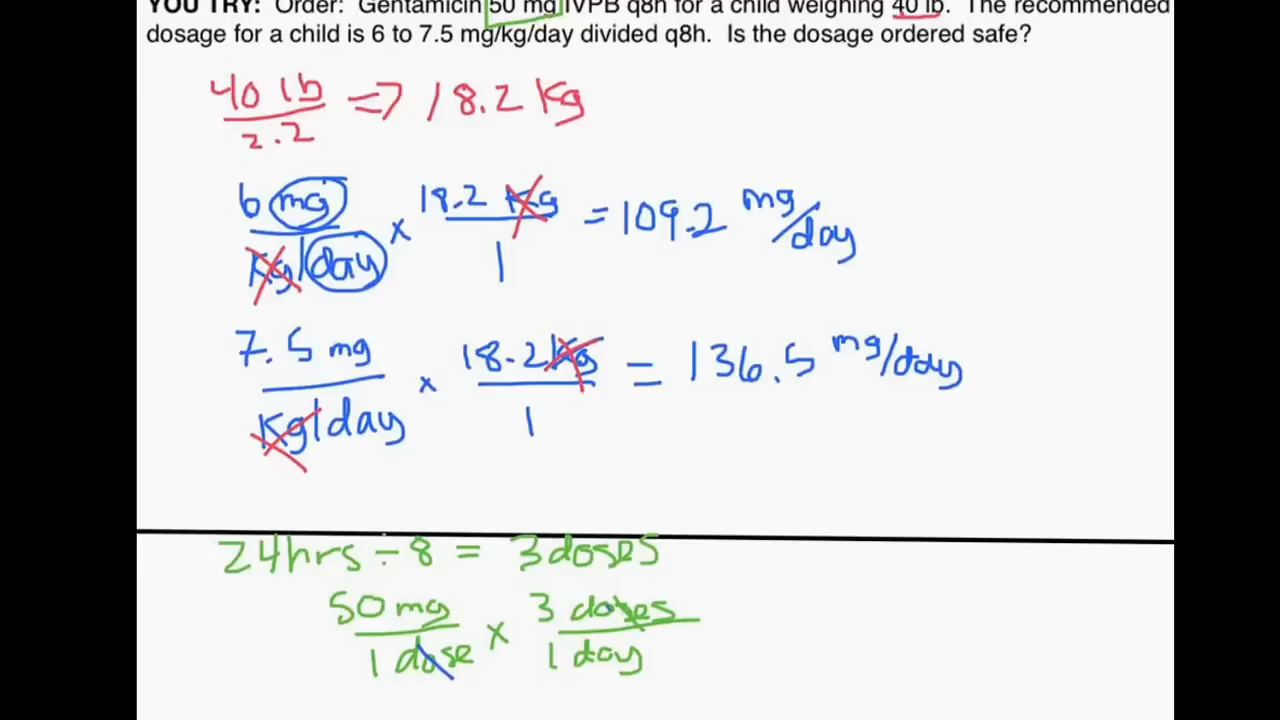 YOU TRY: Order: Gentamicin 50 mg IVPB q8h for a child weighing 40 lb. The recommended
dosage for a child is 6 to 7.5 mg/kg/day divided q8h. Is the dosage ordered safe?
40 lb
2.2
=> 18.2 Kg
6 mg
Kg/day
x
18.2 Kg
1
= 109.2 mg/day
7.5 mg
Kg/day
x
18.2 Kg
1
= 136.5 mg/day
24hrs ÷ 8 = 3 doses
50 mg
1 dose
x
3 doses
1 day